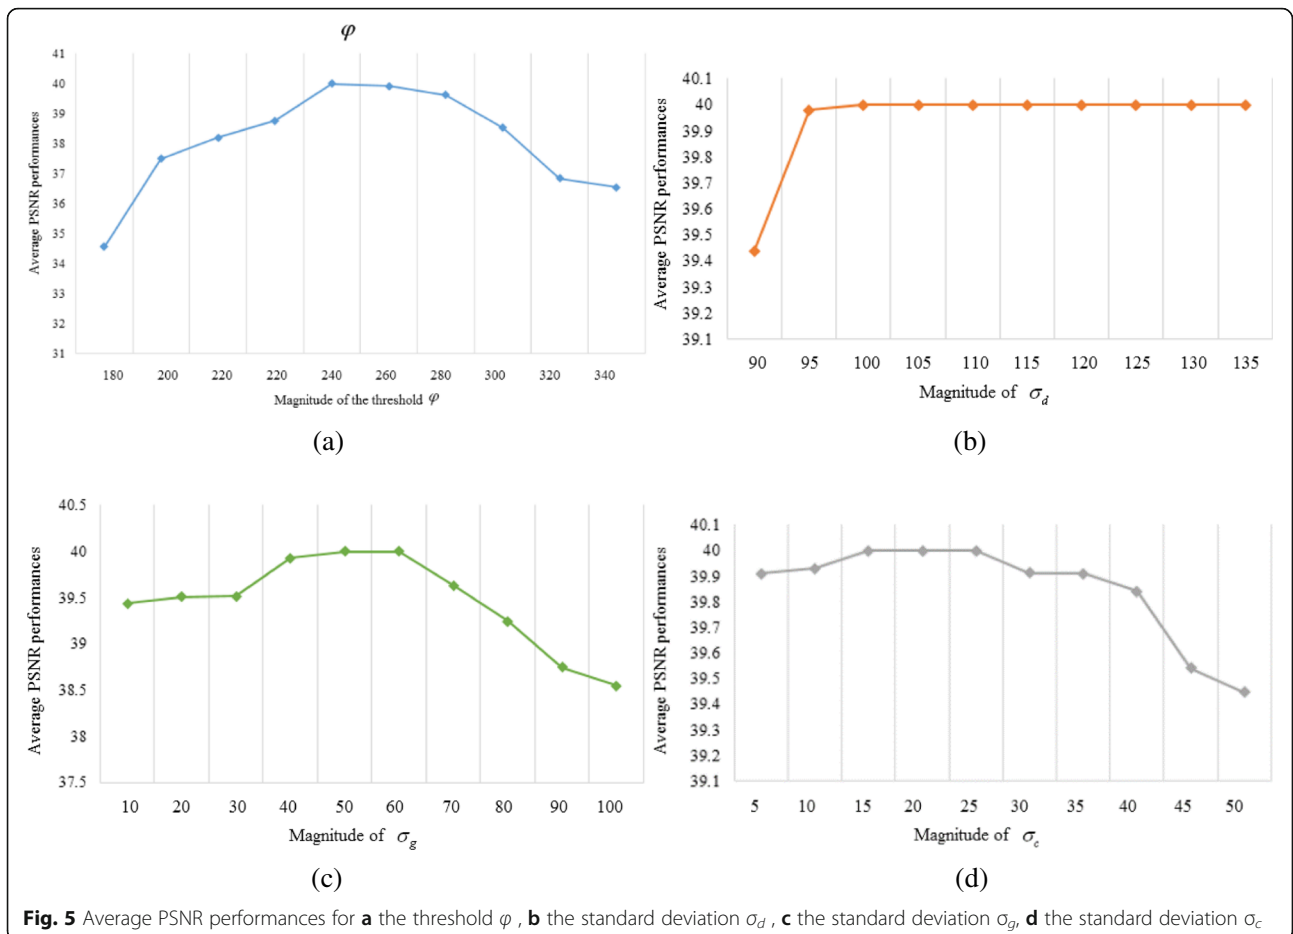 φ
41
40
39
38
37
36
35
34
33
32
31
Average PSNR performances
180 200 220 220 240 260 280 300 320 340
Magnitude of the threshold φ
(a)
40.1
40
39.9
39.8
39.7
39.6
39.5
39.4
39.3
39.2
39.1
Average PSNR performances
90 95 100 105 110 115 120 125 130 135
Magnitude of σd
(b)
40.5
40
39.5
39
38.5
38
37.5
Average PSNR performances
10 20 30 40 50 60 70 80 90 100
Magnitude of σg
(c)
40.1
40
39.9
39.8
39.7
39.6
39.5
39.4
39.3
39.2
39.1
Average PSNR performances
5 10 15 20 25 30 35 40 45 50
Magnitude of σc
(d)
Fig. 5 Average PSNR performances for a the threshold φ , b the standard deviation σd , c the standard deviation σg, d the standard deviation σc